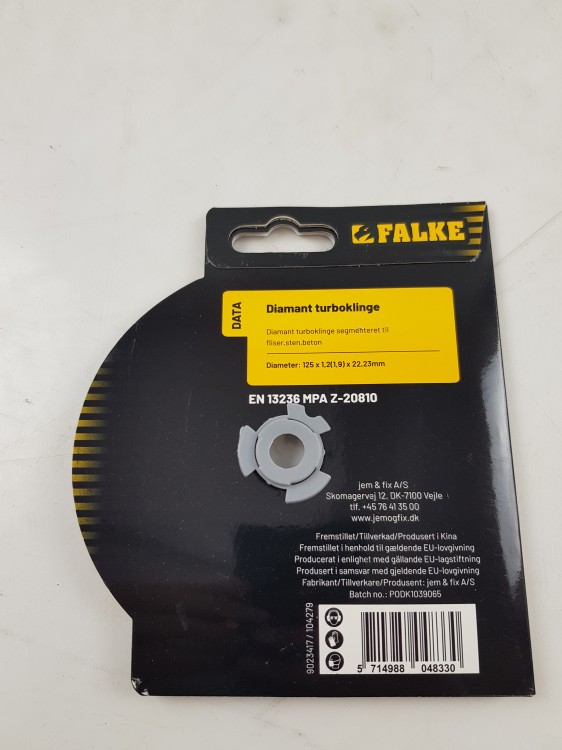 FALKE
DATA
Diamant turboklinge
Diamant turboklinge segmenteret til
fliser,sten,beton
Diameter: 125 x 1,2(1,9) x 22,23mm
EN 13236 MPA Z-20810
jem & fix A/S
Skomagervej 12, DK-7100 Vejle
tlf. +45 76 41 35 00
www.jemogfix.dk
Fremstillet/Tillverkad/Produsert i Kina
Fremstillet i henhold til gældende EU-lovgivning
Producerat i enlighet med gällande EU-lagstiftning
Produsert i samsvar med gjeldende EU-lovgivning
Fabrikant/Tillverkare/Produsent: jem & fix A/S
Batch no.: PODK1039065
9023417 / 104279
5 714988 048330